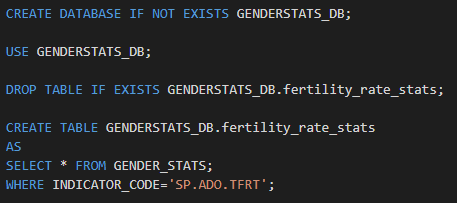 CREATE DATABASE IF NOT EXISTS GENDERSTATS_DB;
USE GENDERSTATS_DB;
DROP TABLE IF EXISTS GENDERSTATS_DB.fertility_rate_stats;
CREATE TABLE GENDERSTATS_DB.fertility_rate_stats
AS
SELECT * FROM GENDER_STATS;
WHERE INDICATOR_CODE='SP.ADO.TFRT';